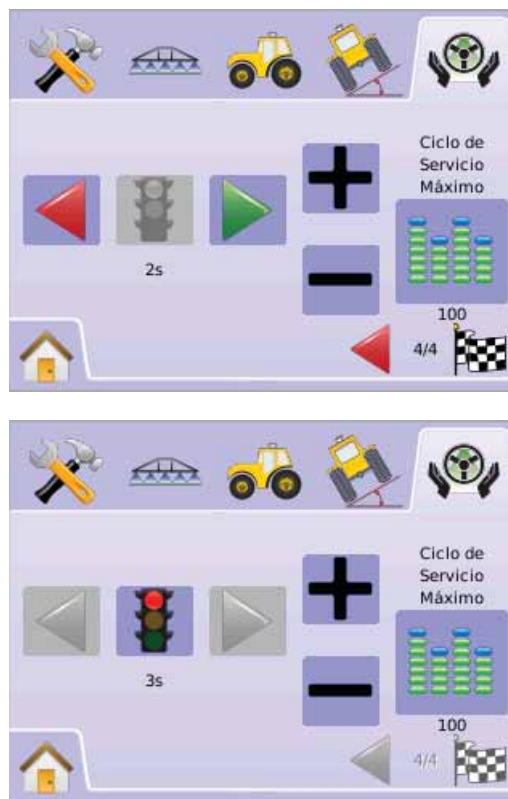 Ciclo de
Servicio
Máximo
2s
100
4/4
Ciclo de
Servicio
Máximo
3s
100
4/4